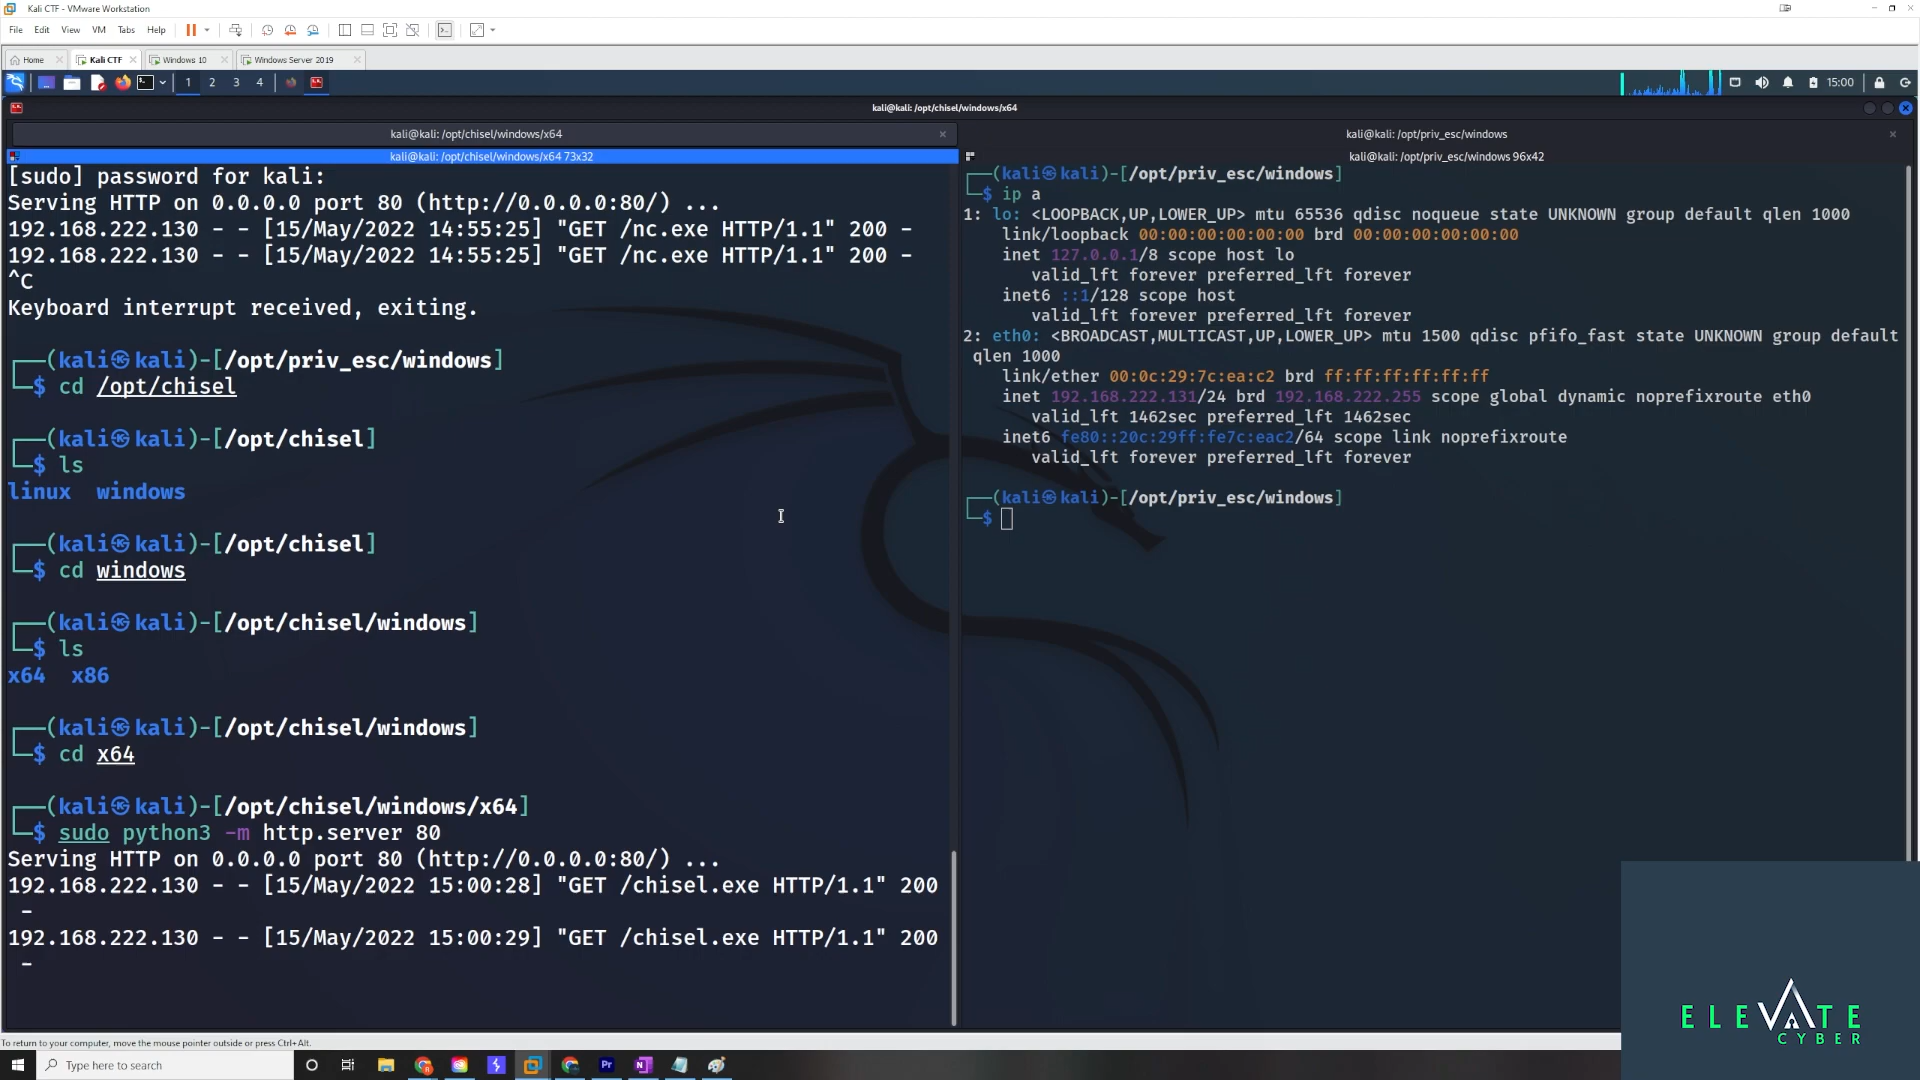 Kali CTF - VMware Workstation
File Edit View VM Tabs Help
Home Kali CTF Windows 10 Windows Server 2019
1 2 3 4 15:00
kali@kali: /opt/chisel/windows/x64
kali@kali: /opt/chisel/windows/x64
kali@kali: /opt/chisel/windows/x64 73x32
[sudo] password for kali:
Serving HTTP on 0.0.0.0 port 80 (http://0.0.0.0:80/) ...
192.168.222.130 - - [15/May/2022 14:55:25] "GET /nc.exe HTTP/1.1" 200 -
192.168.222.130 - - [15/May/2022 14:55:25] "GET /nc.exe HTTP/1.1" 200 -
^C
Keyboard interrupt received, exiting.
┌──(kali㉿kali)-[/opt/priv_esc/windows]
└─$ cd /opt/chisel
┌──(kali㉿kali)-[/opt/chisel]
└─$ ls
linux windows
┌──(kali㉿kali)-[/opt/chisel]
└─$ cd windows
┌──(kali㉿kali)-[/opt/chisel/windows]
└─$ ls
x64 x86
┌──(kali㉿kali)-[/opt/chisel/windows]
└─$ cd x64
┌──(kali㉿kali)-[/opt/chisel/windows/x64]
└─$ sudo python3 -m http.server 80
Serving HTTP on 0.0.0.0 port 80 (http://0.0.0.0:80/) ...
192.168.222.130 - - [15/May/2022 15:00:28] "GET /chisel.exe HTTP/1.1" 200
-
192.168.222.130 - - [15/May/2022 15:00:29] "GET /chisel.exe HTTP/1.1" 200
-
kali@kali: /opt/priv_esc/windows
kali@kali: /opt/priv_esc/windows 96x42
┌──(kali㉿kali)-[/opt/priv_esc/windows]
└─$ ip a
1: lo: <LOOPBACK,UP,LOWER_UP> mtu 65536 qdisc noqueue state UNKNOWN group default qlen 1000
link/loopback 00:00:00:00:00:00 brd 00:00:00:00:00:00
inet 127.0.0.1/8 scope host lo
valid_lft forever preferred_lft forever
inet6 ::1/128 scope host
valid_lft forever preferred_lft forever
2: eth0: <BROADCAST,MULTICAST,UP,LOWER_UP> mtu 1500 qdisc pfifo_fast state UNKNOWN group default
qlen 1000
link/ether 00:0c:29:7c:ea:c2 brd ff:ff:ff:ff:ff:ff
inet 192.168.222.131/24 brd 192.168.222.255 scope global dynamic noprefixroute eth0
valid_lft 1462sec preferred_lft 1462sec
inet6 fe80::20c:29ff:fe7c:eac2/64 scope link noprefixroute
valid_lft forever preferred_lft forever
┌──(kali㉿kali)-[/opt/priv_esc/windows]
└─$
ELEVATE
CYBER
To return to your computer, move the mouse pointer outside or press Ctrl+Alt.
Type here to search